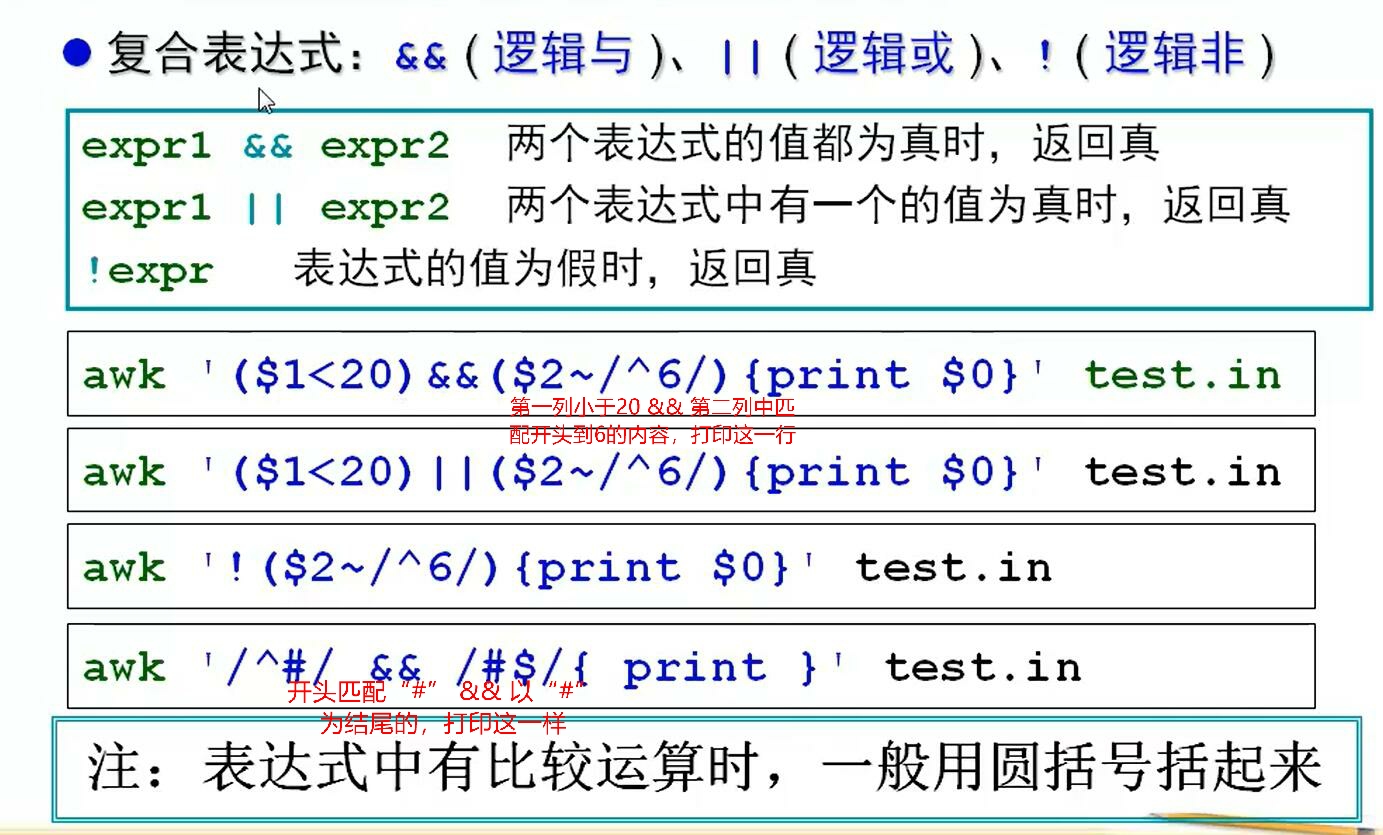 复合表达式：&&(逻辑与)、||(逻辑或)、!(逻辑非)
expr1 && expr2 两个表达式的值都为真时，返回真
expr1 || expr2 两个表达式中有一个的值为真时，返回真
!expr 表达式的值为假时，返回真
awk '($1<20)&&($2~/^6/){print $0}' test.in
第一列小于20 && 第二列中匹
配开头到6的内容，打印这一行
awk '($1<20)||($2~/^6/){print $0}' test.in
awk '!($2~/^6/){print $0}' test.in
awk '/^#/ && /#$/{ print }' test.in
开头匹配“#” && 以“#”
为结尾的，打印这一样
注：表达式中有比较运算时，一般用圆括号括起来